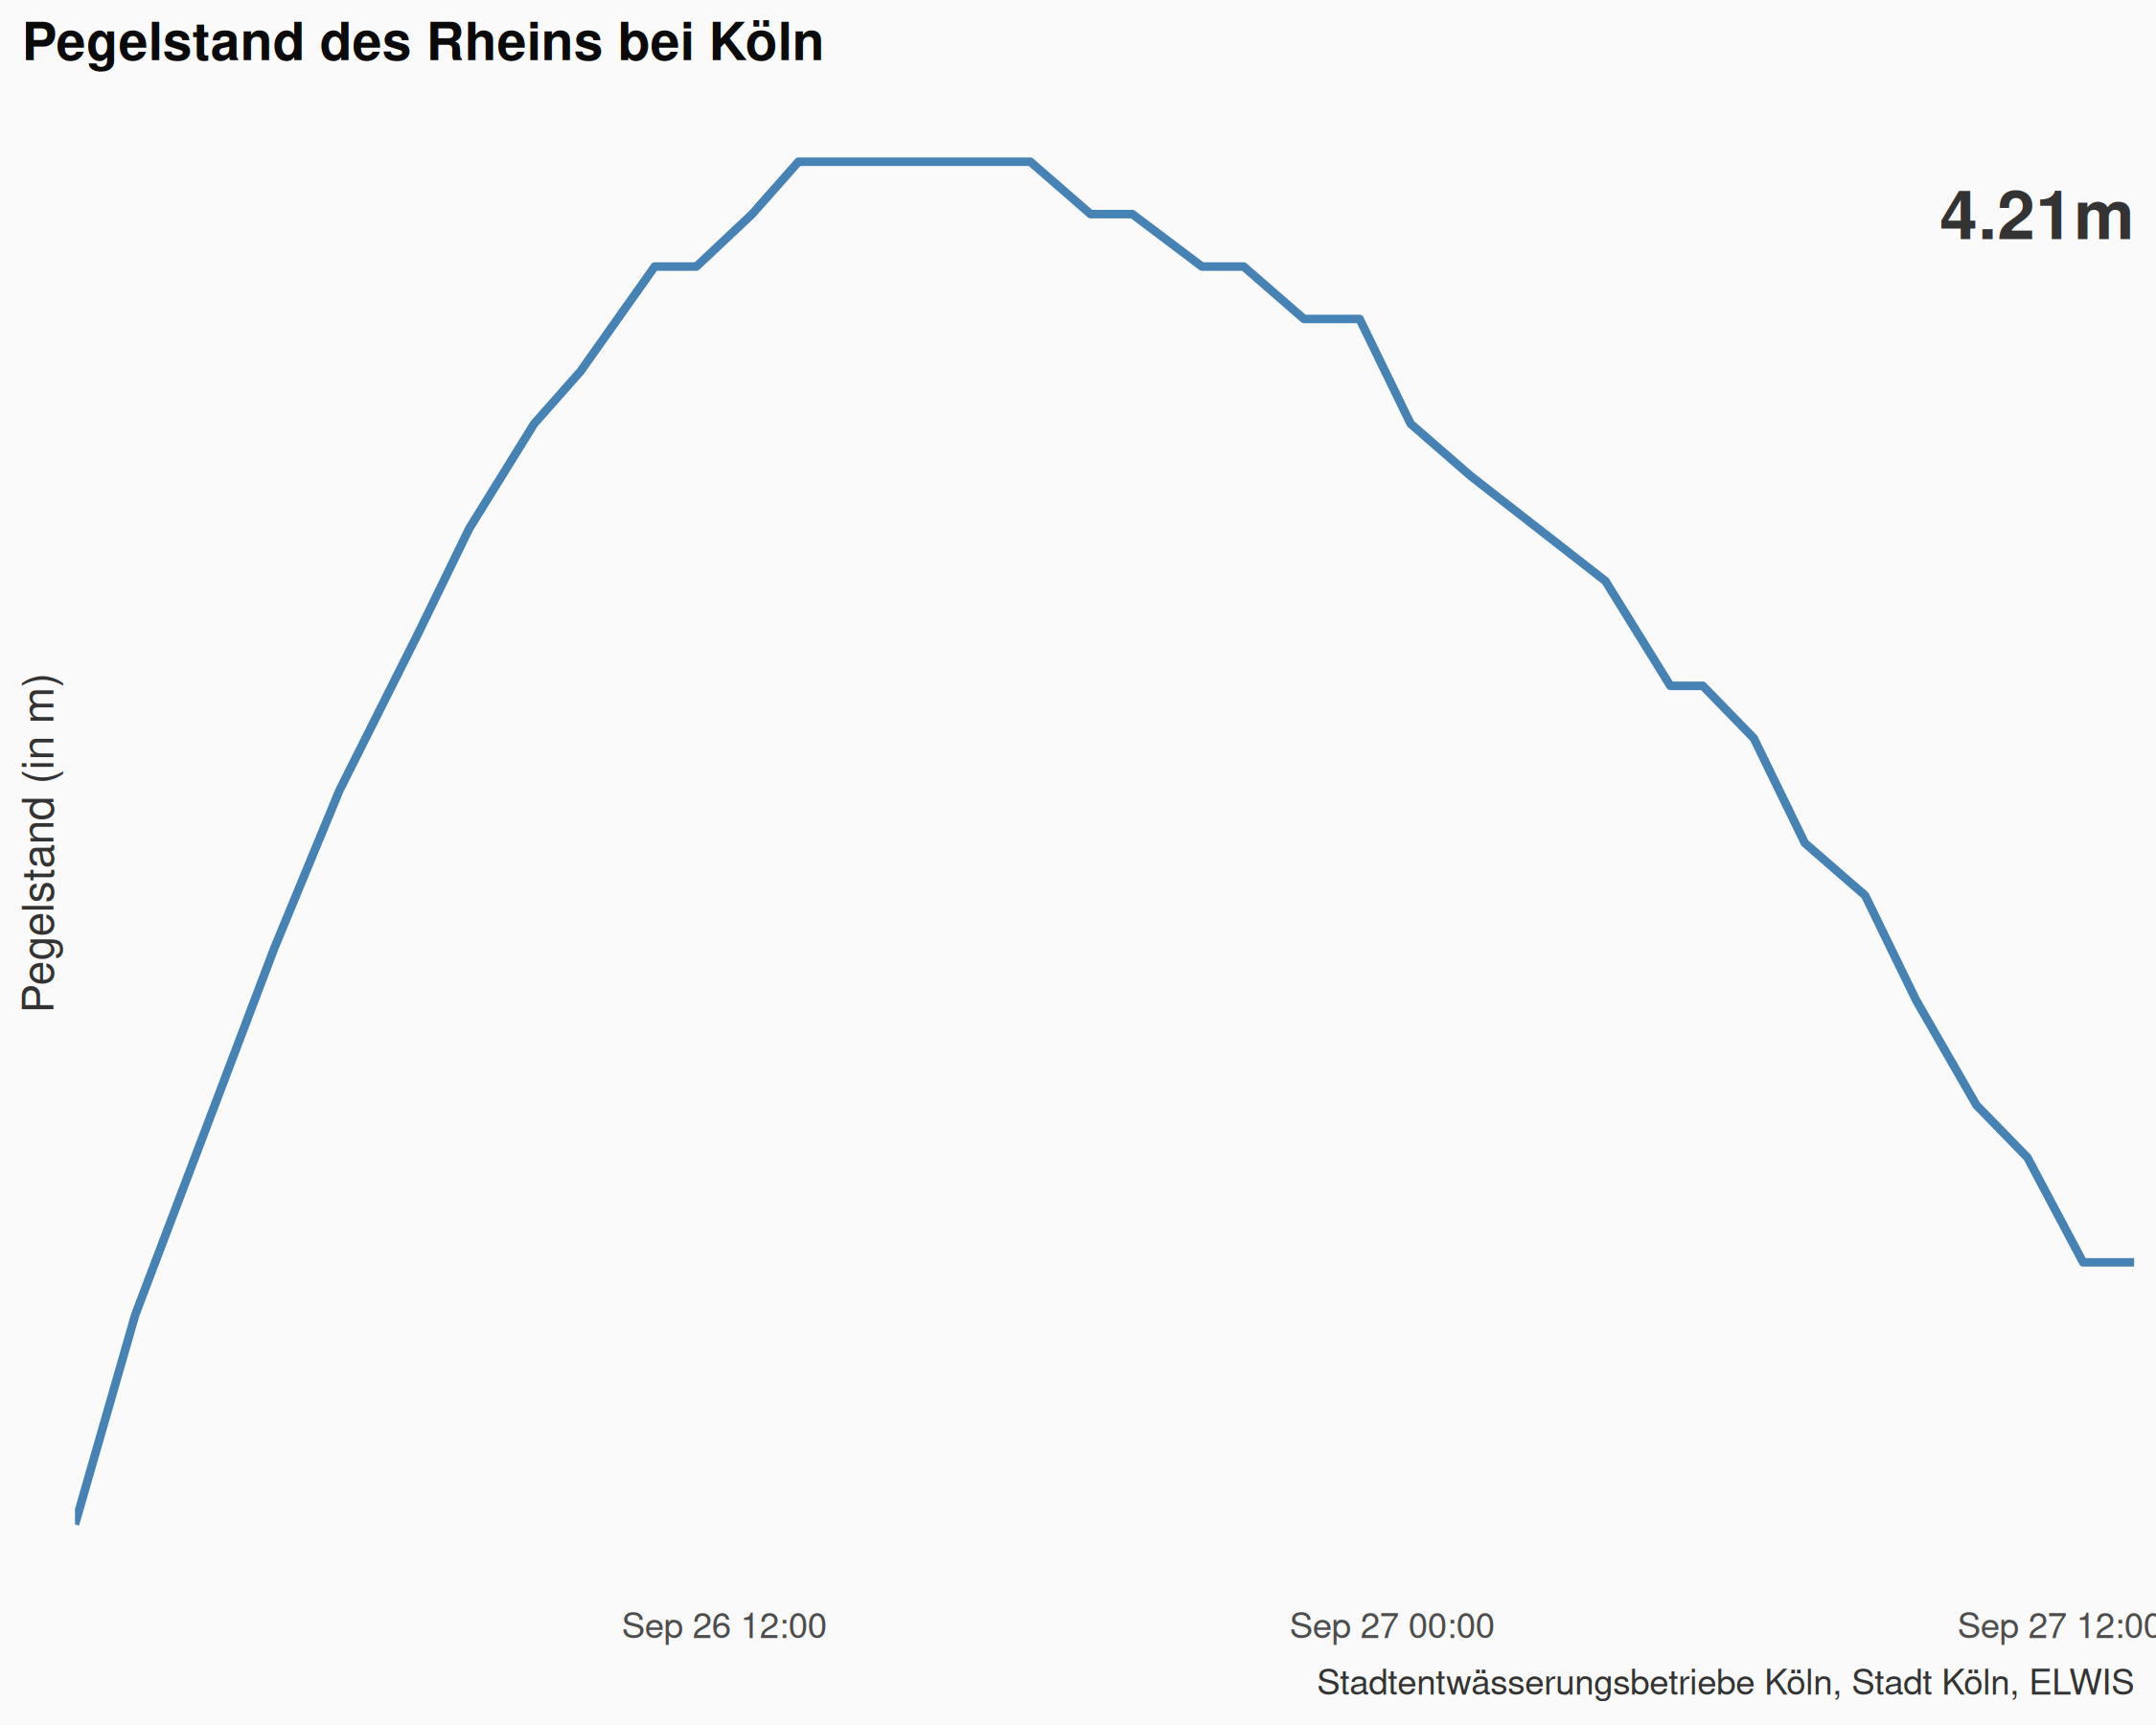 Pegelstand des Rheins bei Köln
4.21m
Pegelstand (in m)
Sep 26 12:00
Sep 27 00:00
Sep 27 12:00
Stadtentwässerungsbetriebe Köln, Stadt Köln, ELWIS